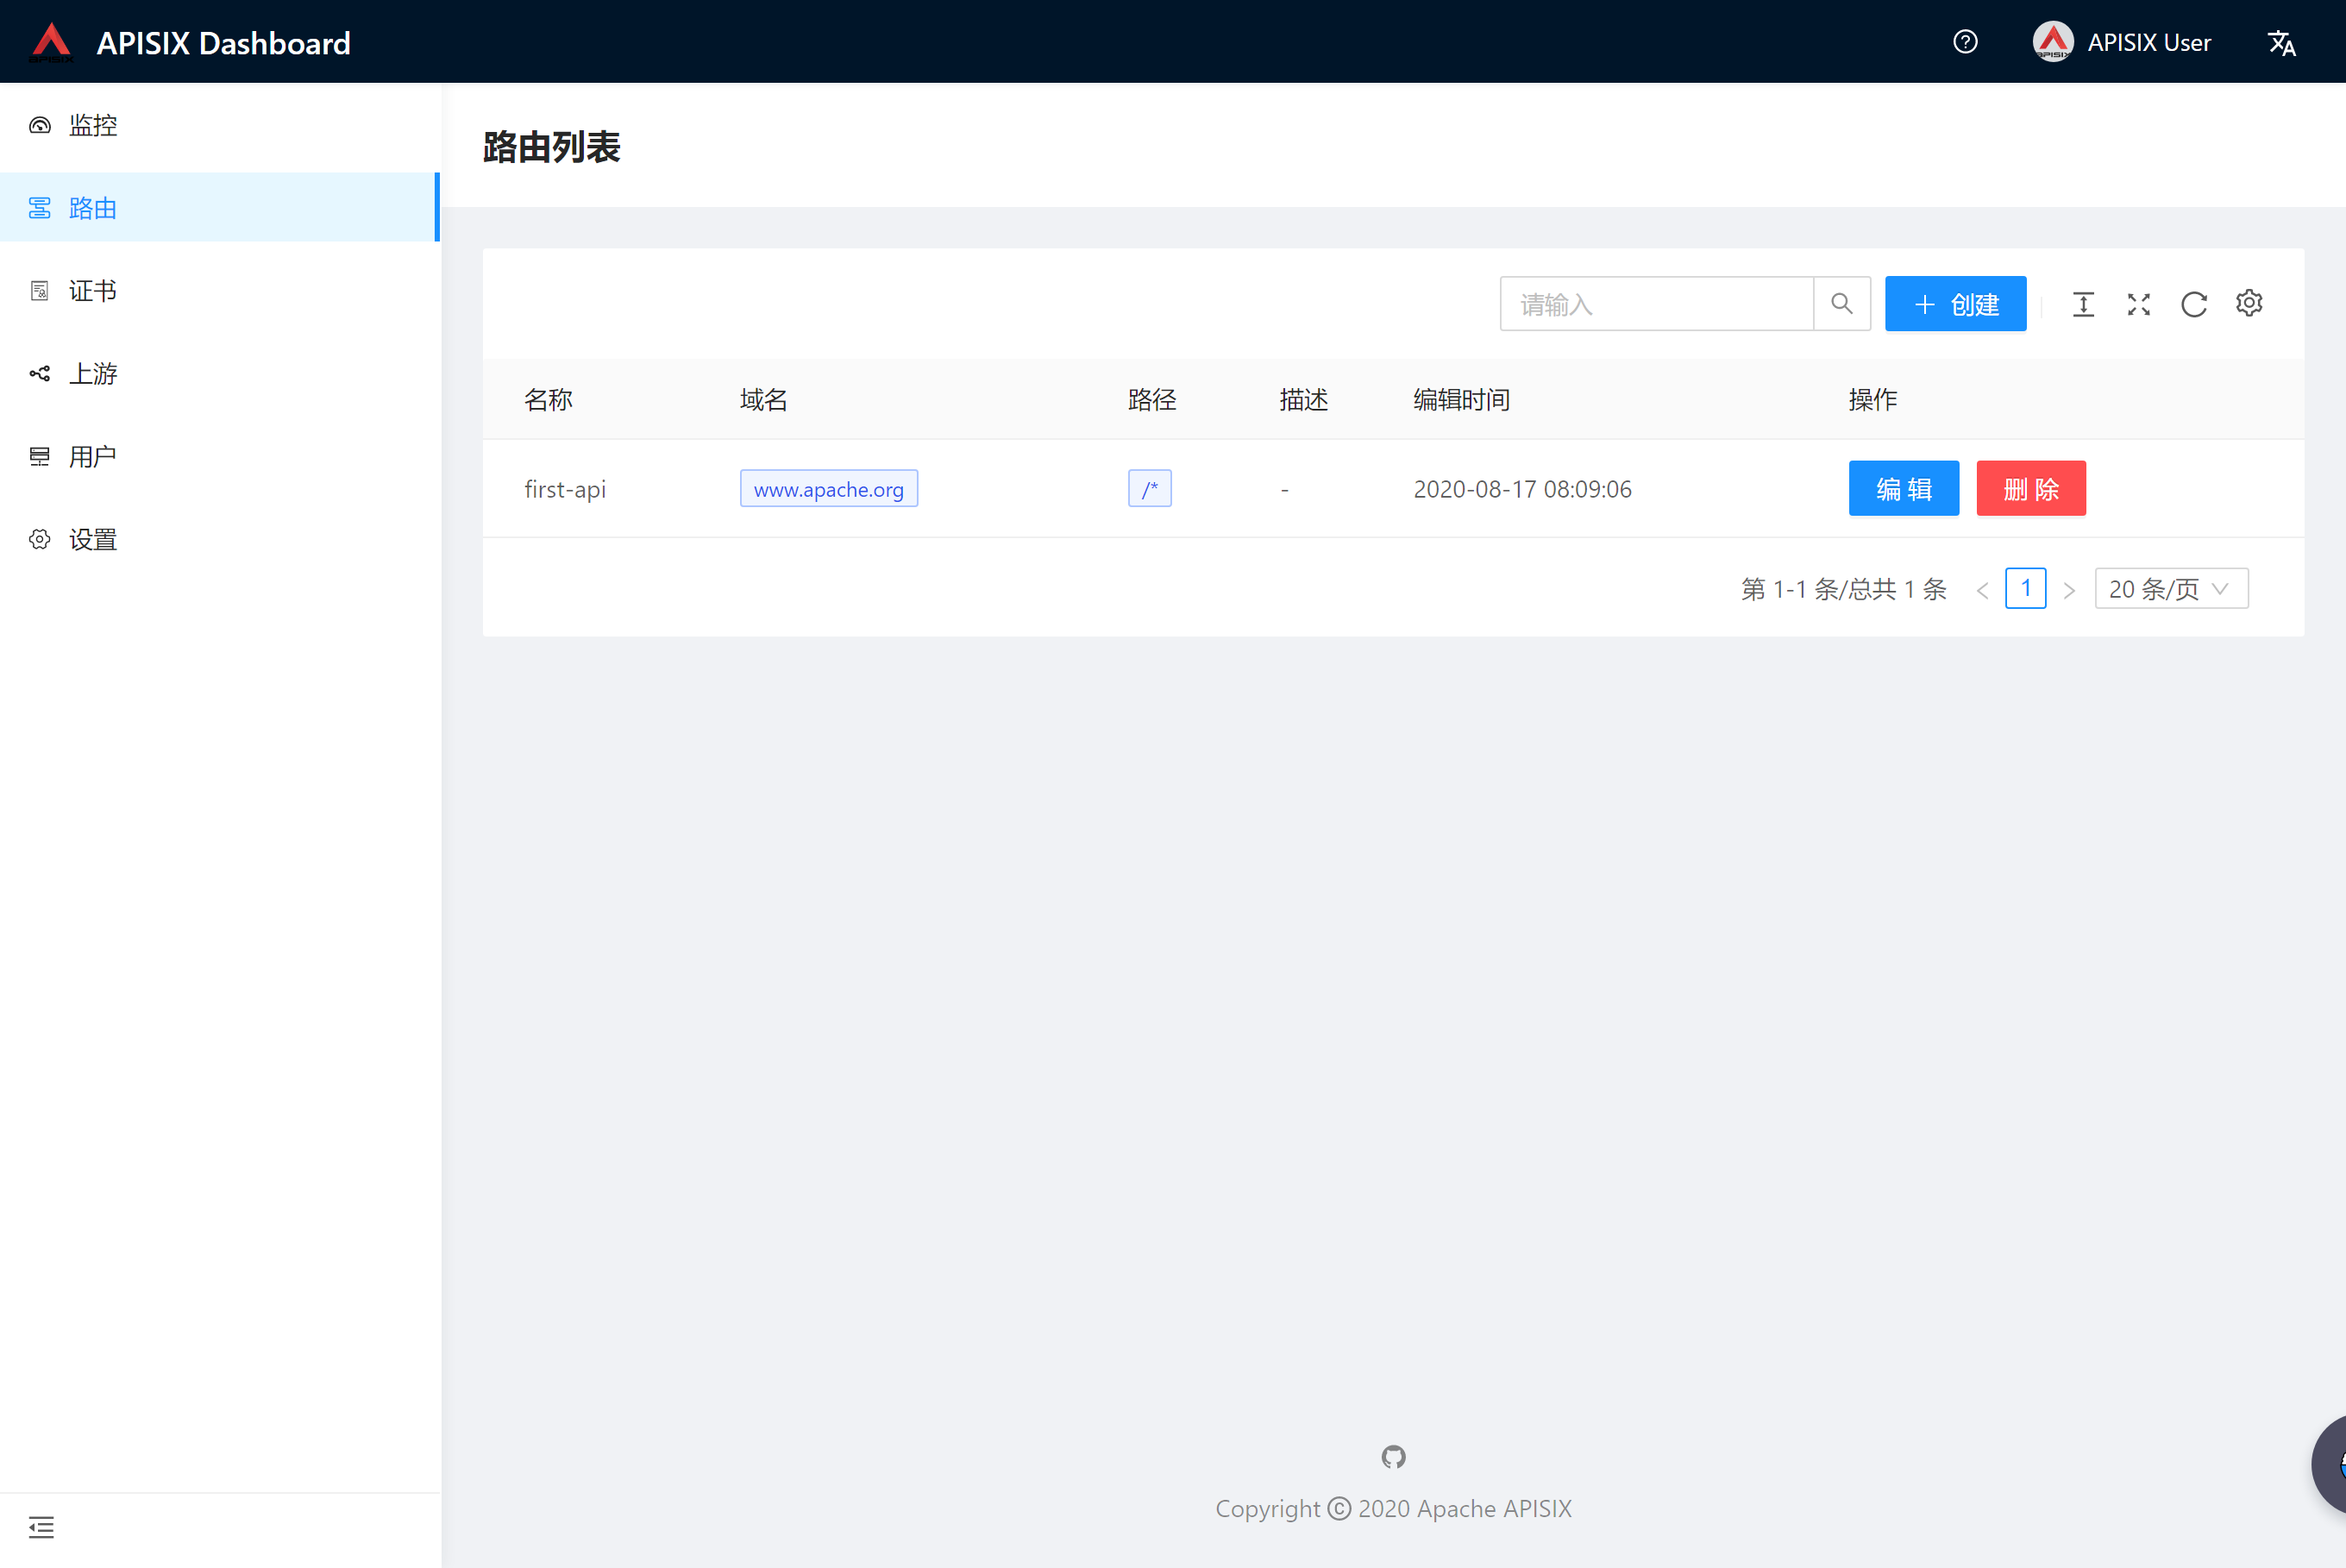 APISIX Dashboard
APISIX User
监控
路由
证书
上游
用户
设置
路由列表
请输入
创建
名称 域名 路径 描述 编辑时间 操作
first-api www.apache.org /* - 2020-08-17 08:09:06 编 辑 删 除
第 1-1 条/总共 1 条 < 1 > 20 条/页
Copyright © 2020 Apache APISIX